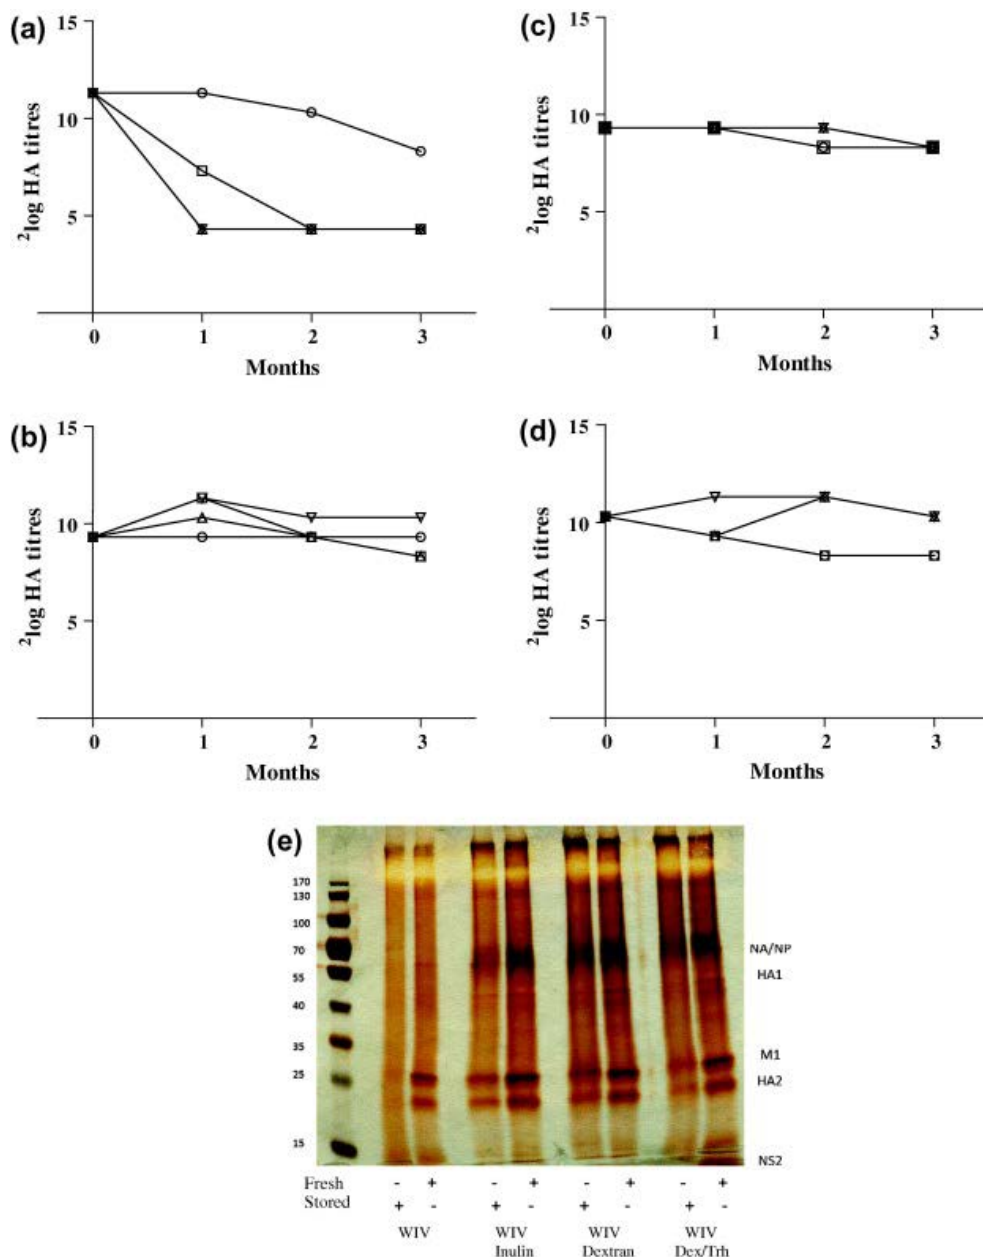 (a)
15
10
5
²log HA titres
0 1 2 3
Months
(c)
15
10
5
²log HA titres
0 1 2 3
Months
(b)
15
10
5
²log HA titres
0 1 2 3
Months
(d)
15
10
5
²log HA titres
0 1 2 3
Months
(e)
170
130
100
70
55
40
35
25
15
NA/NP
HA1
M1
HA2
NS2
Fresh - + - + - + - +
Stored + - + - + - + -
WIV WIV WIV WIV
Inulin Dextran Dex/Trh